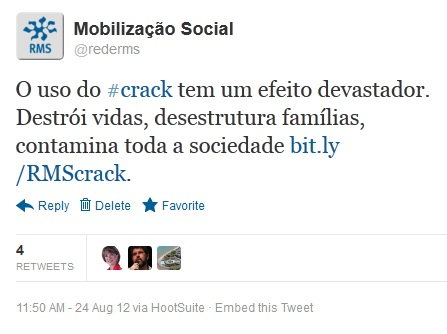 Mobilização Social
RMS
@rederms
O uso do #crack tem um efeito devastador.
Destrói vidas, desestrutura famílias,
contamina toda a sociedade bit.ly
/RMScrack.
Reply Delete Favorite
4
RETWEETS
11:50 AM - 24 Aug 12 via HootSuite · Embed this Tweet